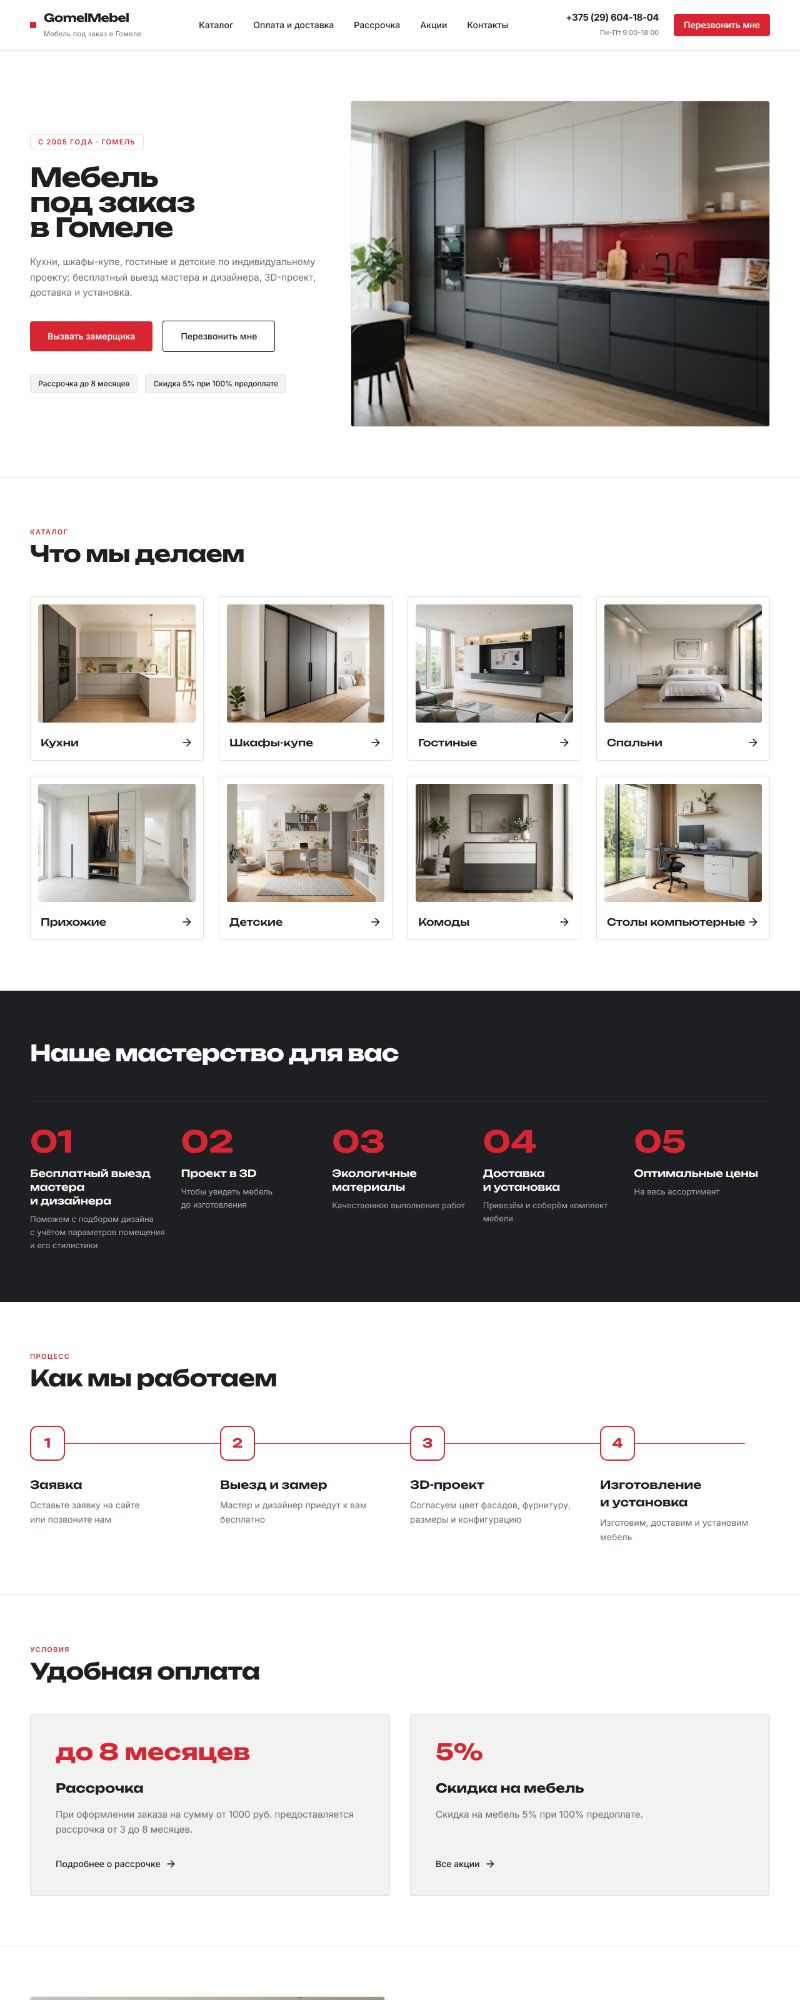 GomelMebel
Мебель под заказ в Гомеле
Каталог
Оплата и доставка
Рассрочка
Акции
Контакты
+375 (29) 604-18-04
Пн–Пт 9:00–18:00
Перезвонить мне
С 2005 ГОДА · ГОМЕЛЬ
Мебель
под заказ
в Гомеле
Кухни, шкафы-купе, гостиные и детские по индивидуальному
проекту: бесплатный выезд мастера и дизайнера, 3D-проект,
доставка и установка.
Вызвать замерщика
Перезвонить мне
Рассрочка до 8 месяцев
Скидка 5% при 100% предоплате
КАТАЛОГ
Что мы делаем
Кухни
Шкафы-купе
Гостиные
Спальни
Прихожие
Детские
Комоды
Столы компьютерные
Наше мастерство для вас
01
Бесплатный выезд
мастера
и дизайнера
Поможем с подбором дизайна
с учётом параметров помещения
и его стилистики
02
Проект в 3D
Чтобы увидеть мебель
до изготовления
03
Экологичные
материалы
Качественное выполнение работ
04
Доставка
и установка
Привезём и соберём комплект
мебели
05
Оптимальные цены
На весь ассортимент
ПРОЦЕСС
Как мы работаем
1
Заявка
Оставьте заявку на сайте
или позвоните нам
2
Выезд и замер
Мастер и дизайнер приедут к вам
бесплатно
3
3D-проект
Согласуем цвет фасадов, фурнитуру,
размеры и конфигурацию
4
Изготовление
и установка
Изготовим, доставим и установим
мебель
УСЛОВИЯ
Удобная оплата
до 8 месяцев
Рассрочка
При оформлении заказа на сумму от 1000 руб. предоставляется
рассрочка от 3 до 8 месяцев.
Подробнее о рассрочке
5%
Скидка на мебель
Скидка на мебель 5% при 100% предоплате.
Все акции